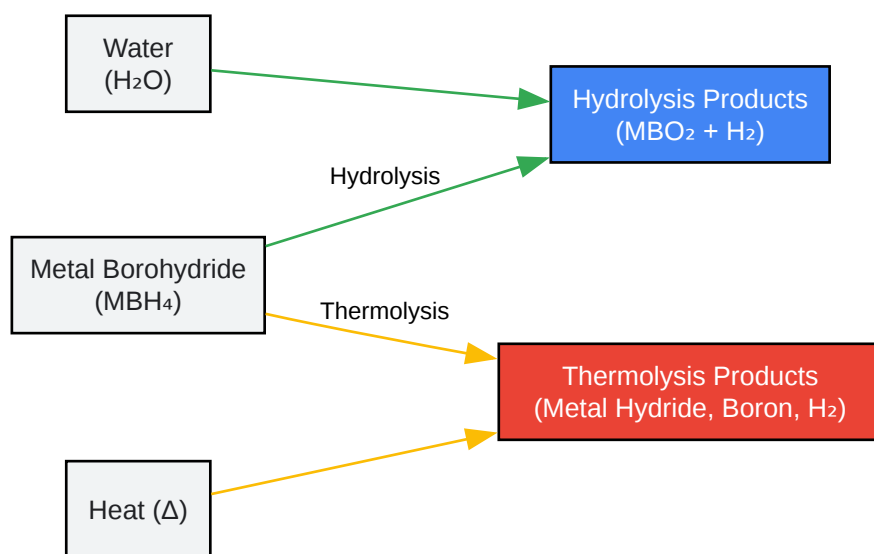 Water
(H₂O)
Hydrolysis Products
(MBO₂ + H₂)
Hydrolysis
Metal Borohydride
(MBH₄)
Thermolysis
Thermolysis Products
(Metal Hydride, Boron, H₂)
Heat (Δ)